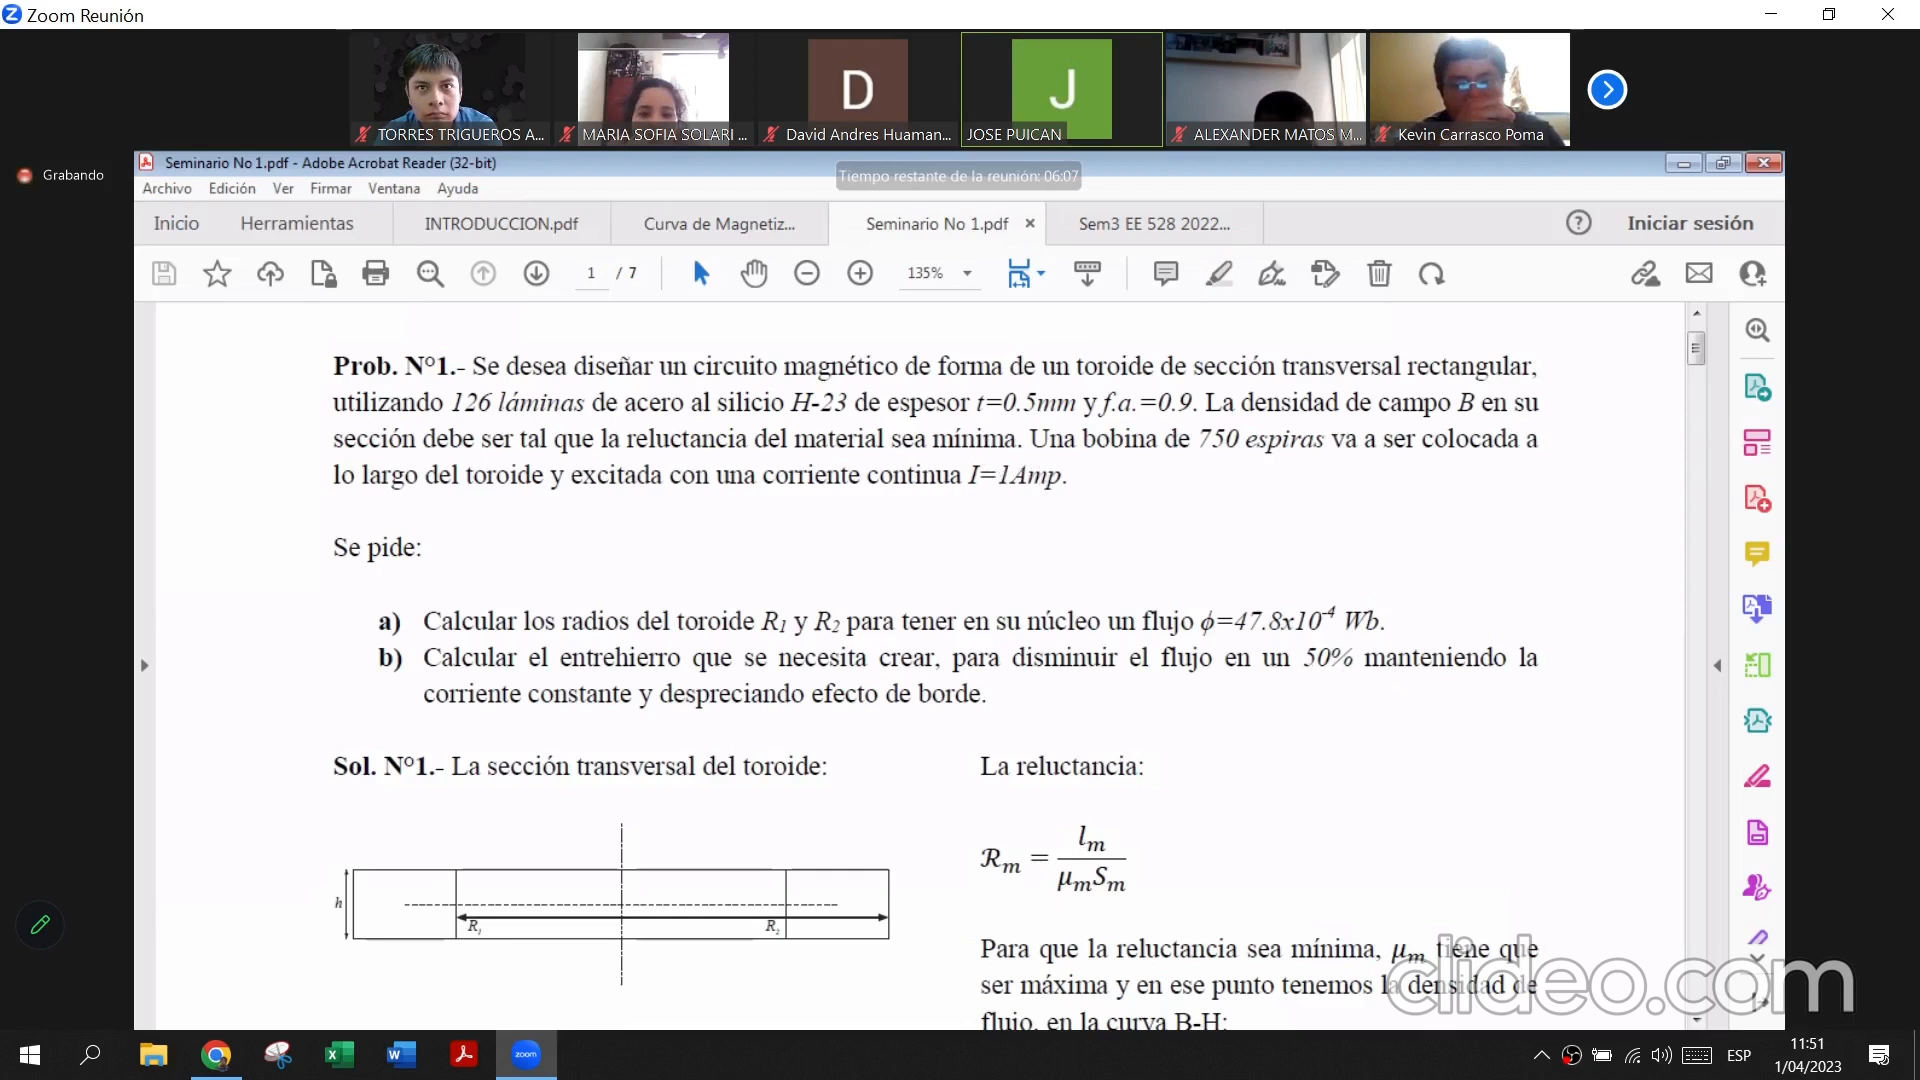 Zoom Reunión
D
J
TORRES TRIGUEROS A...
MARIA SOFIA SOLARI ...
David Andres Huaman...
JOSE PUICAN
ALEXANDER MATOS M...
Kevin Carrasco Poma
Grabando
Seminario No 1.pdf - Adobe Acrobat Reader (32-bit)
Tiempo restante de la reunión: 06:07
Archivo Edición Ver Firmar Ventana Ayuda
Inicio Herramientas INTRODUCCION.pdf Curva de Magnetiz... Seminario No 1.pdf × Sem3 EE 528 2022... Iniciar sesión
1 / 7 135%
Prob. N°1.- Se desea diseñar un circuito magnético de forma de un toroide de sección transversal rectangular,
utilizando 126 láminas de acero al silicio H-23 de espesor t=0.5mm y f.a.=0.9. La densidad de campo B en su
sección debe ser tal que la reluctancia del material sea mínima. Una bobina de 750 espiras va a ser colocada a
lo largo del toroide y excitada con una corriente continua I=1Amp.
Se pide:
a) Calcular los radios del toroide R₁ y R₂ para tener en su núcleo un flujo ϕ=47.8x10⁻⁴ Wb.
b) Calcular el entrehierro que se necesita crear, para disminuir el flujo en un 50% manteniendo la
corriente constante y despreciando efecto de borde.
Sol. N°1.- La sección transversal del toroide:
h
R₁ R₂
La reluctancia:
ℛₘ = lₘ / μₘSₘ
Para que la reluctancia sea mínima, μₘ tiene que
ser máxima y en ese punto tenemos la densidad de
flujo, en la curva B-H:
clideo.com
zoom
ESP
11:51
1/04/2023